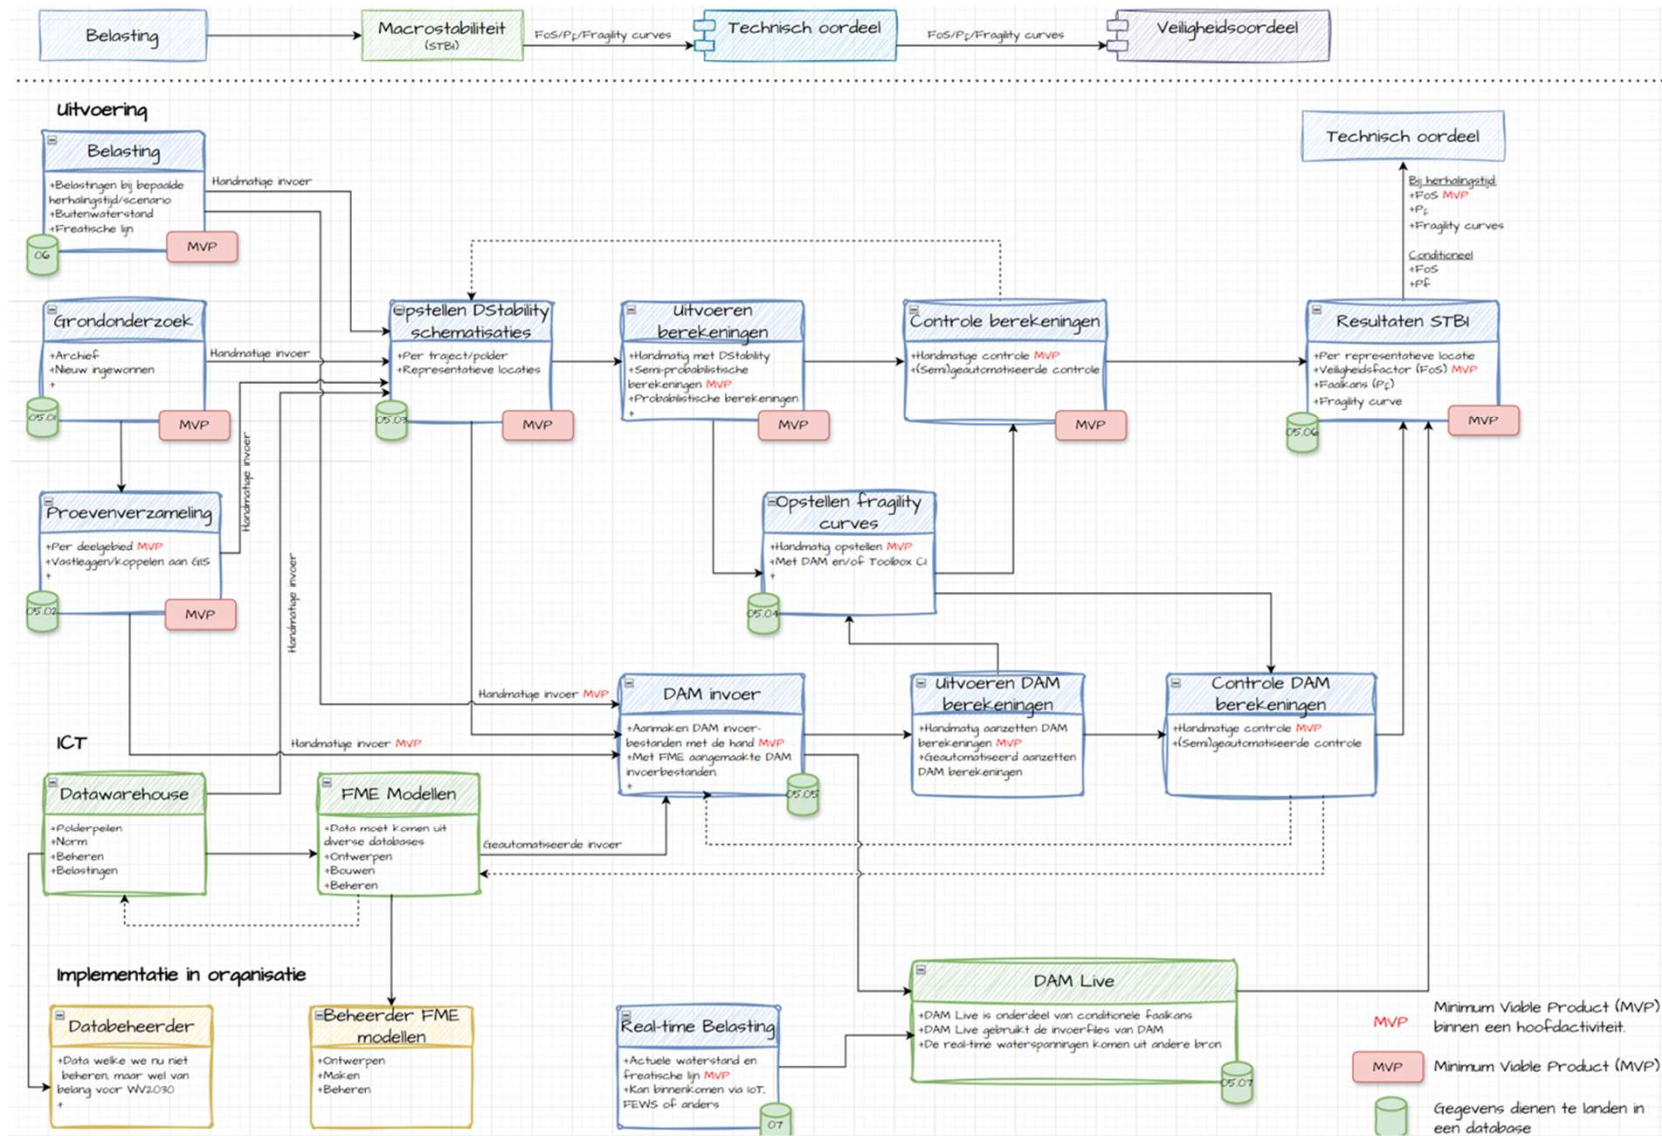 Belasting
Macrostabiliteit
(STBI)
FoS/Pf/Fragility curves
Technisch oordeel
FoS/Pf/Fragility curves
Veiligheidsoordeel
Uitvoering
Belasting
+Belastingen bij bepaalde
herhalingstijd/scenario
+Buitenwaterstand
+Freatische lijn
06
MVP
Handmatige invoer
Technisch oordeel
Bij herhalingstijd
+FoS MVP
+Pf
+Fragility curves
Conditioneel
+FoS
+Pf
Grondonderzoek
+Archief
+Nieuw ingewonnen
+
05.01
MVP
Handmatige invoer
Opstellen DStability
schematisaties
+Per traject/polder
+Representatieve locaties
05.03
MVP
Uitvoeren
berekeningen
+Handmatig met DStability
+Semi-probabilistische
berekeningen MVP
+Probabilistische berekeningen
+
MVP
Controle berekeningen
+Handmatige controle MVP
+(Semi)geautomatiseerde controle
MVP
Resultaten STBI
+Per representatieve locatie
+Veiligheidsfactor (FoS) MVP
+Faalkans (Pf)
+Fragility curve
05.06
MVP
Proevenverzameling
+Per deelgebied MVP
+Vastleggen/koppelen aan GIS
+
05.02
MVP
Handmatige invoer
Handmatige invoer
Opstellen fragility
curves
+Handmatig opstellen MVP
+Met DAM en/of Toolbox CI
+
05.04
Handmatige invoer MVP
Handmatige invoer MVP
DAM invoer
+Aanmaken DAM invoer-
bestanden met de hand MVP
+Met FME aangemaakte DAM
invoerbestanden.
+
05.05
Uitvoeren DAM
berekeningen
+Handmatig aanzetten DAM
berekeningen MVP
+Geautomatiseerd aanzetten
DAM berekeningen
Controle DAM
berekeningen
+Handmatige controle MVP
+(Semi)geautomatiseerde controle
ICT
Datawarehouse
+Polderpeilen
+Norm
+Beheren
+Belastingen
FME Modellen
+Data moet komen uit
diverse databases
+Ontwerpen
+Bouwen
+Beheren
Geautomatiseerde invoer
Implementatie in organisatie
Databeheerder
+Data welke we nu niet
beheren, maar wel van
belang voor WV2030
+
Beheerder FME
modellen
+Ontwerpen
+Maken
+Beheren
Real-time Belasting
+Actuele waterstand en
freatische lijn MVP
+Kan binnenkomen via IoT,
FEWS of anders
07
DAM Live
+DAM Live is onderdeel van conditionele faalkans
+DAM Live gebruikt de invoerfiles van DAM
+De real-time waterspanningen komen uit andere bron
05.07
MVP
Minimum Viable Product (MVP)
binnen een hoofdactiviteit.
MVP
Minimum Viable Product (MVP)
Gegevens dienen te landen in
een database